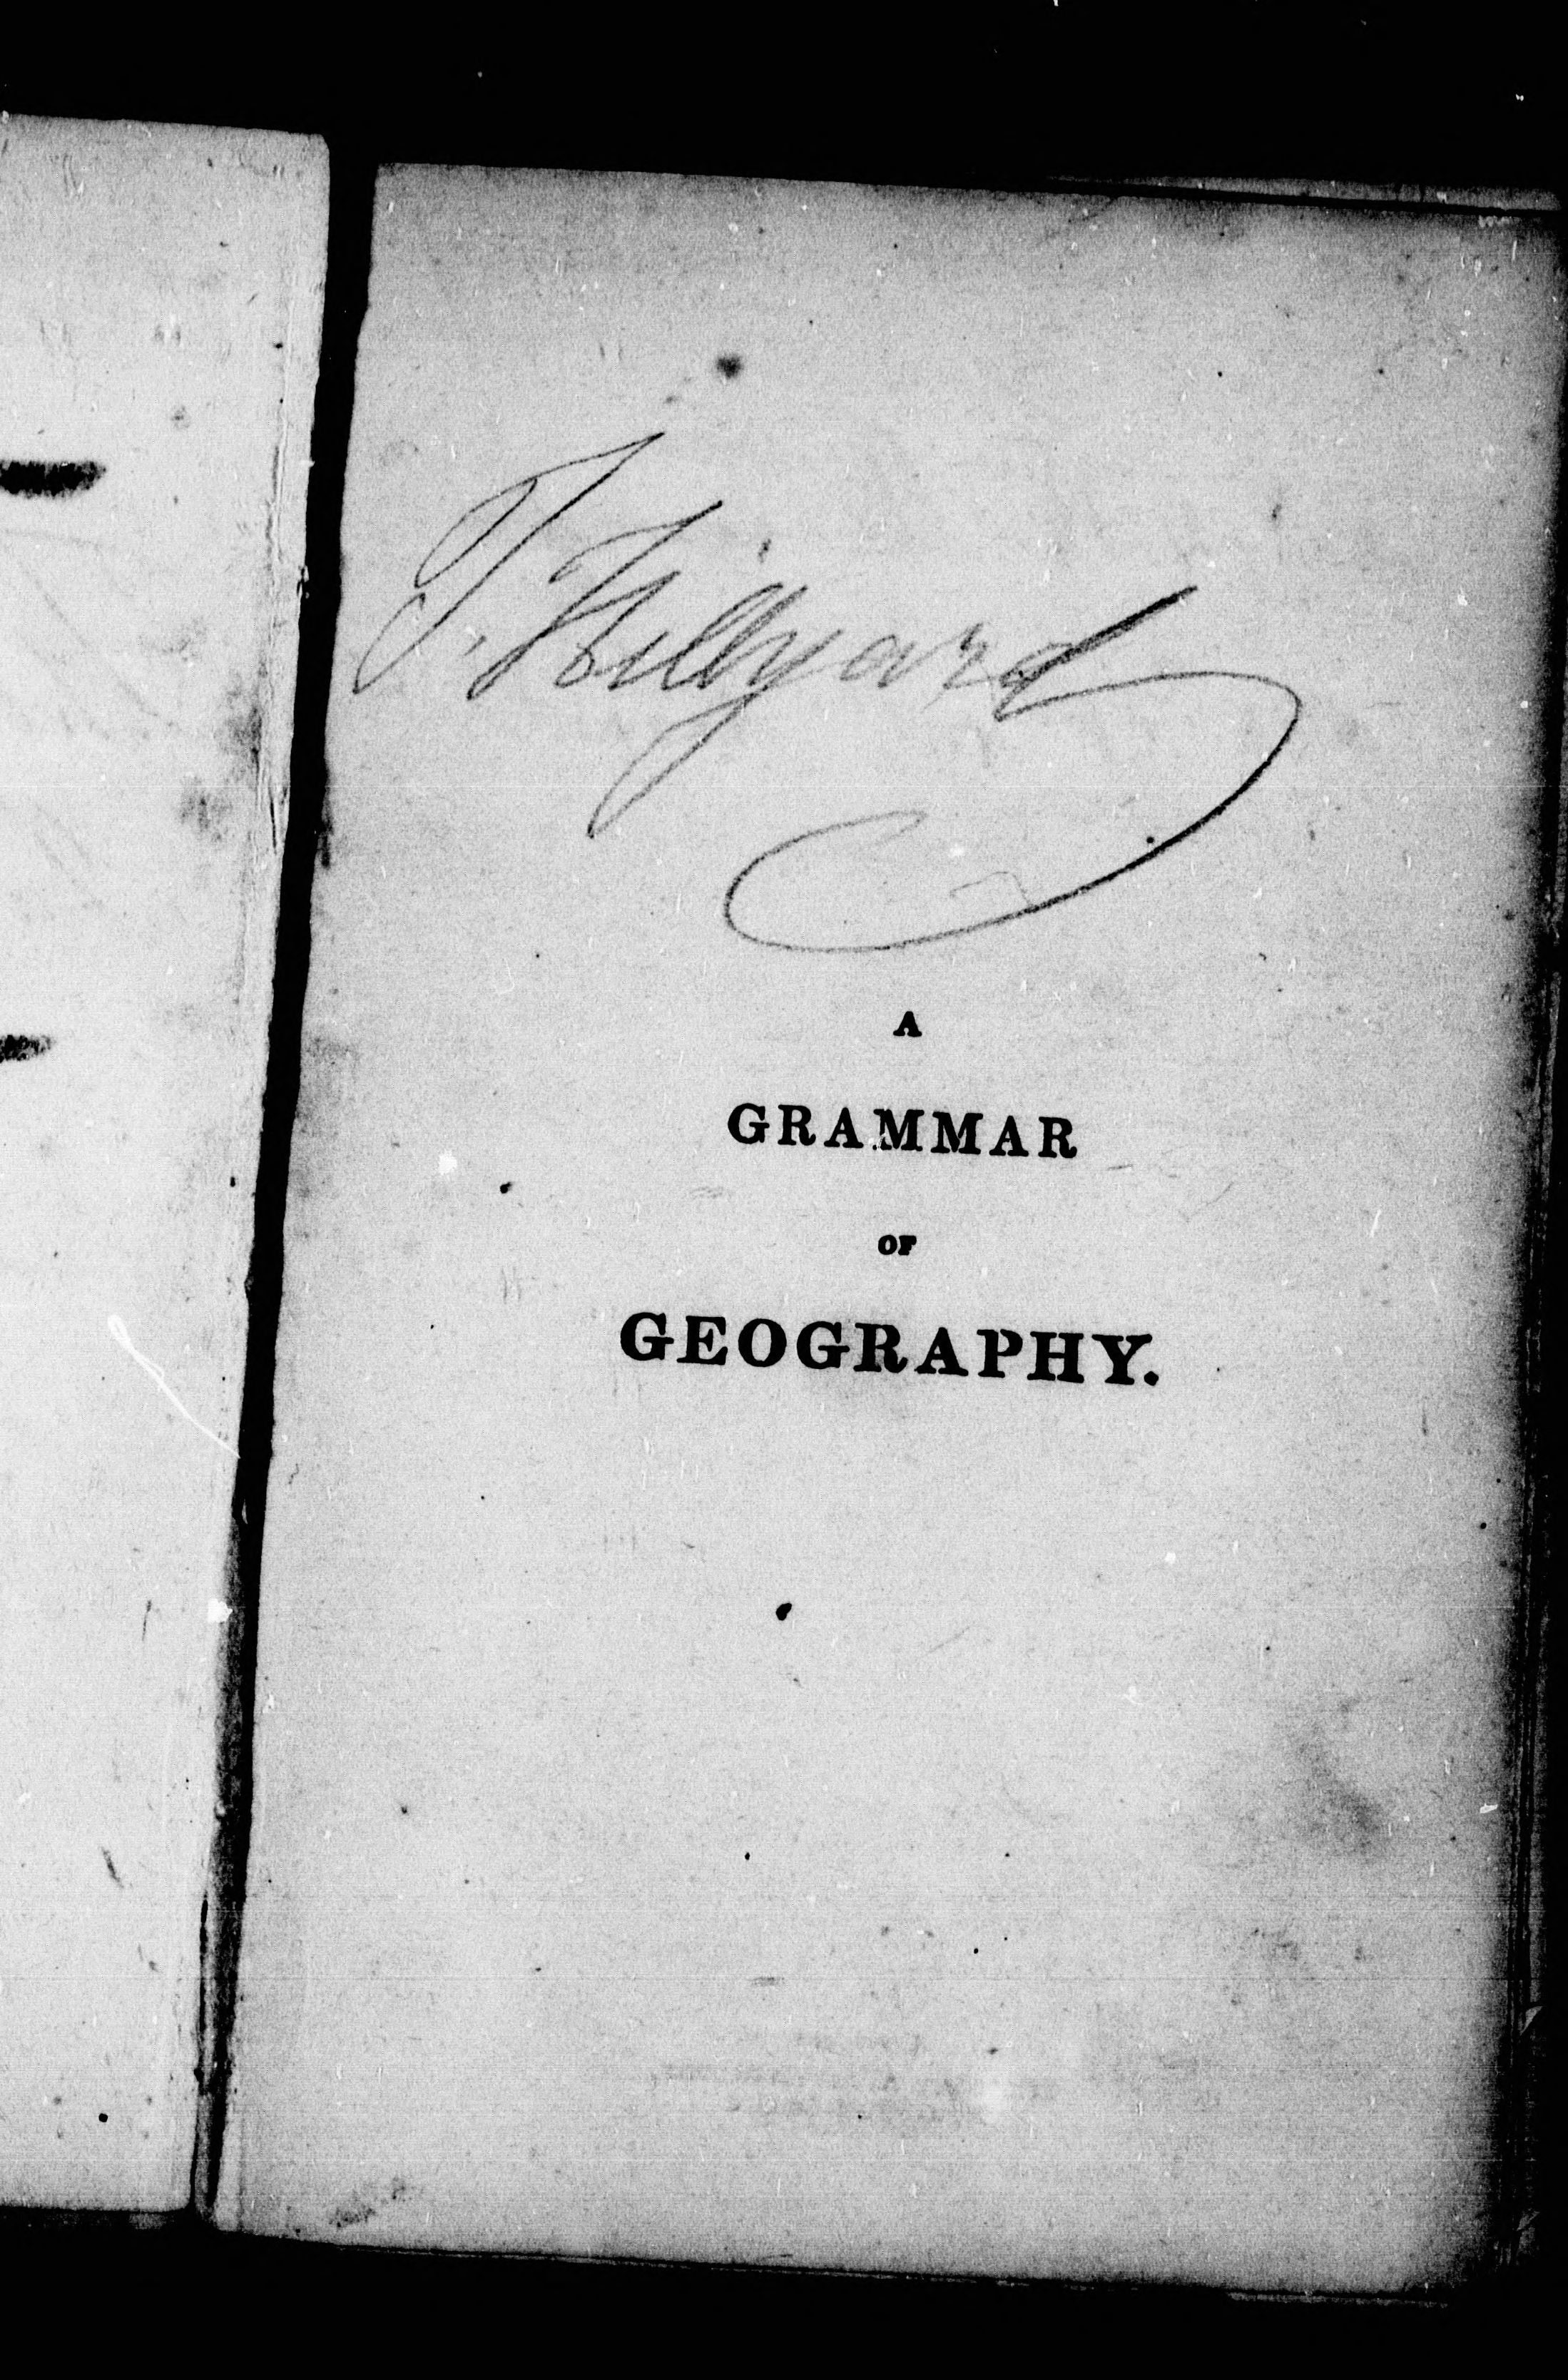 T. Hillyard
A
GRAMMAR
OF
GEOGRAPHY.